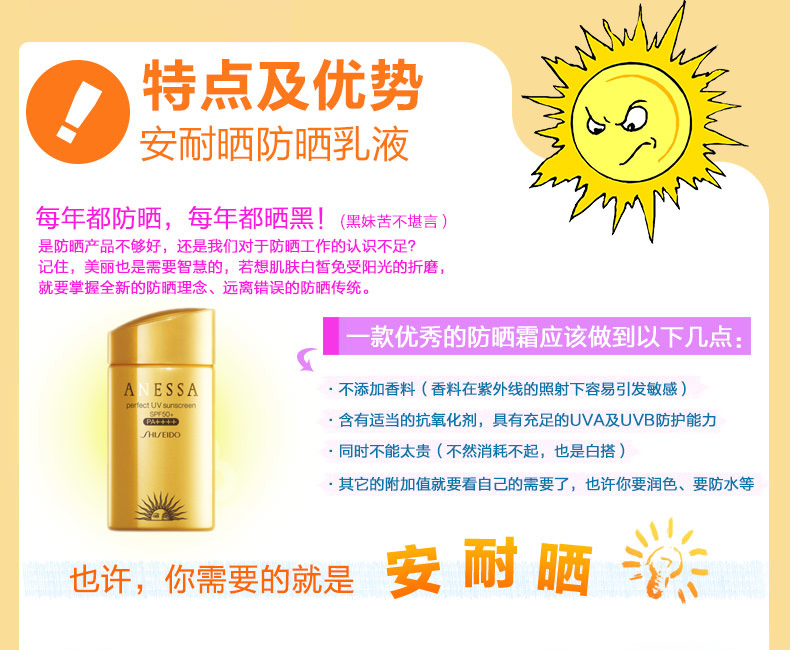 特点及优势
安耐晒防晒乳液
每年都防晒，每年都晒黑！（黑妹苦不堪言）
是防晒产品不够好，还是我们对于防晒工作的认识不足？
记住，美丽也是需要智慧的，若想肌肤白皙免受阳光的折磨，
就要掌握全新的防晒理念、远离错误的防晒传统。
一款优秀的防晒霜应该做到以下几点：
·不添加香料（香料在紫外线的照射下容易引发敏感）
·含有适当的抗氧化剂，具有充足的UVA及UVB防护能力
·同时不能太贵（不然消耗不起，也是白搭）
·其它的附加值就要看自己的需要了，也许你要润色、要防水等
ANESSA
perfect UV sunscreen
SPF50+
PA++++
SHISEIDO
也许，你需要的就是 安耐晒